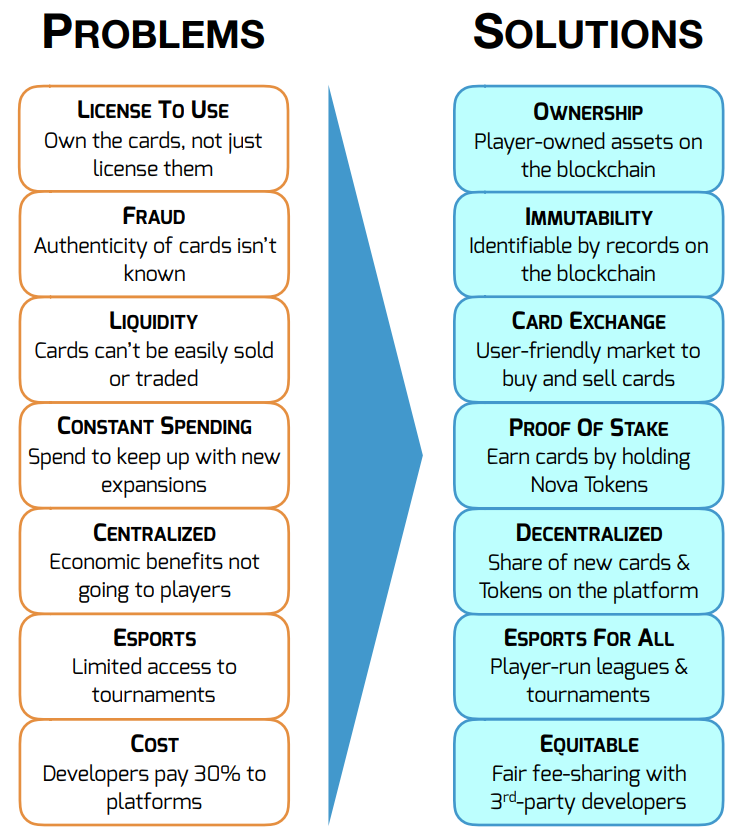 PROBLEMS
LICENSE TO USE
Own the cards, not just
license them
FRAUD
Authenticity of cards isn't
known
LIQUIDITY
Cards can't be easily sold
or traded
CONSTANT SPENDING
Spend to keep up with new
expansions
CENTRALIZED
Economic benefits not
going to players
ESPORTS
Limited access to
tournaments
COST
Developers pay 30% to
platforms
SOLUTIONS
OWNERSHIP
Player-owned assets on
the blockchain
IMMUTABILITY
Identifiable by records on
the blockchain
CARD EXCHANGE
User-friendly market to
buy and sell cards
PROOF OF STAKE
Earn cards by holding
Nova Tokens
DECENTRALIZED
Share of new cards &
Tokens on the platform
ESPORTS FOR ALL
Player-run leagues &
tournaments
EQUITABLE
Fair fee-sharing with
3rd-party developers